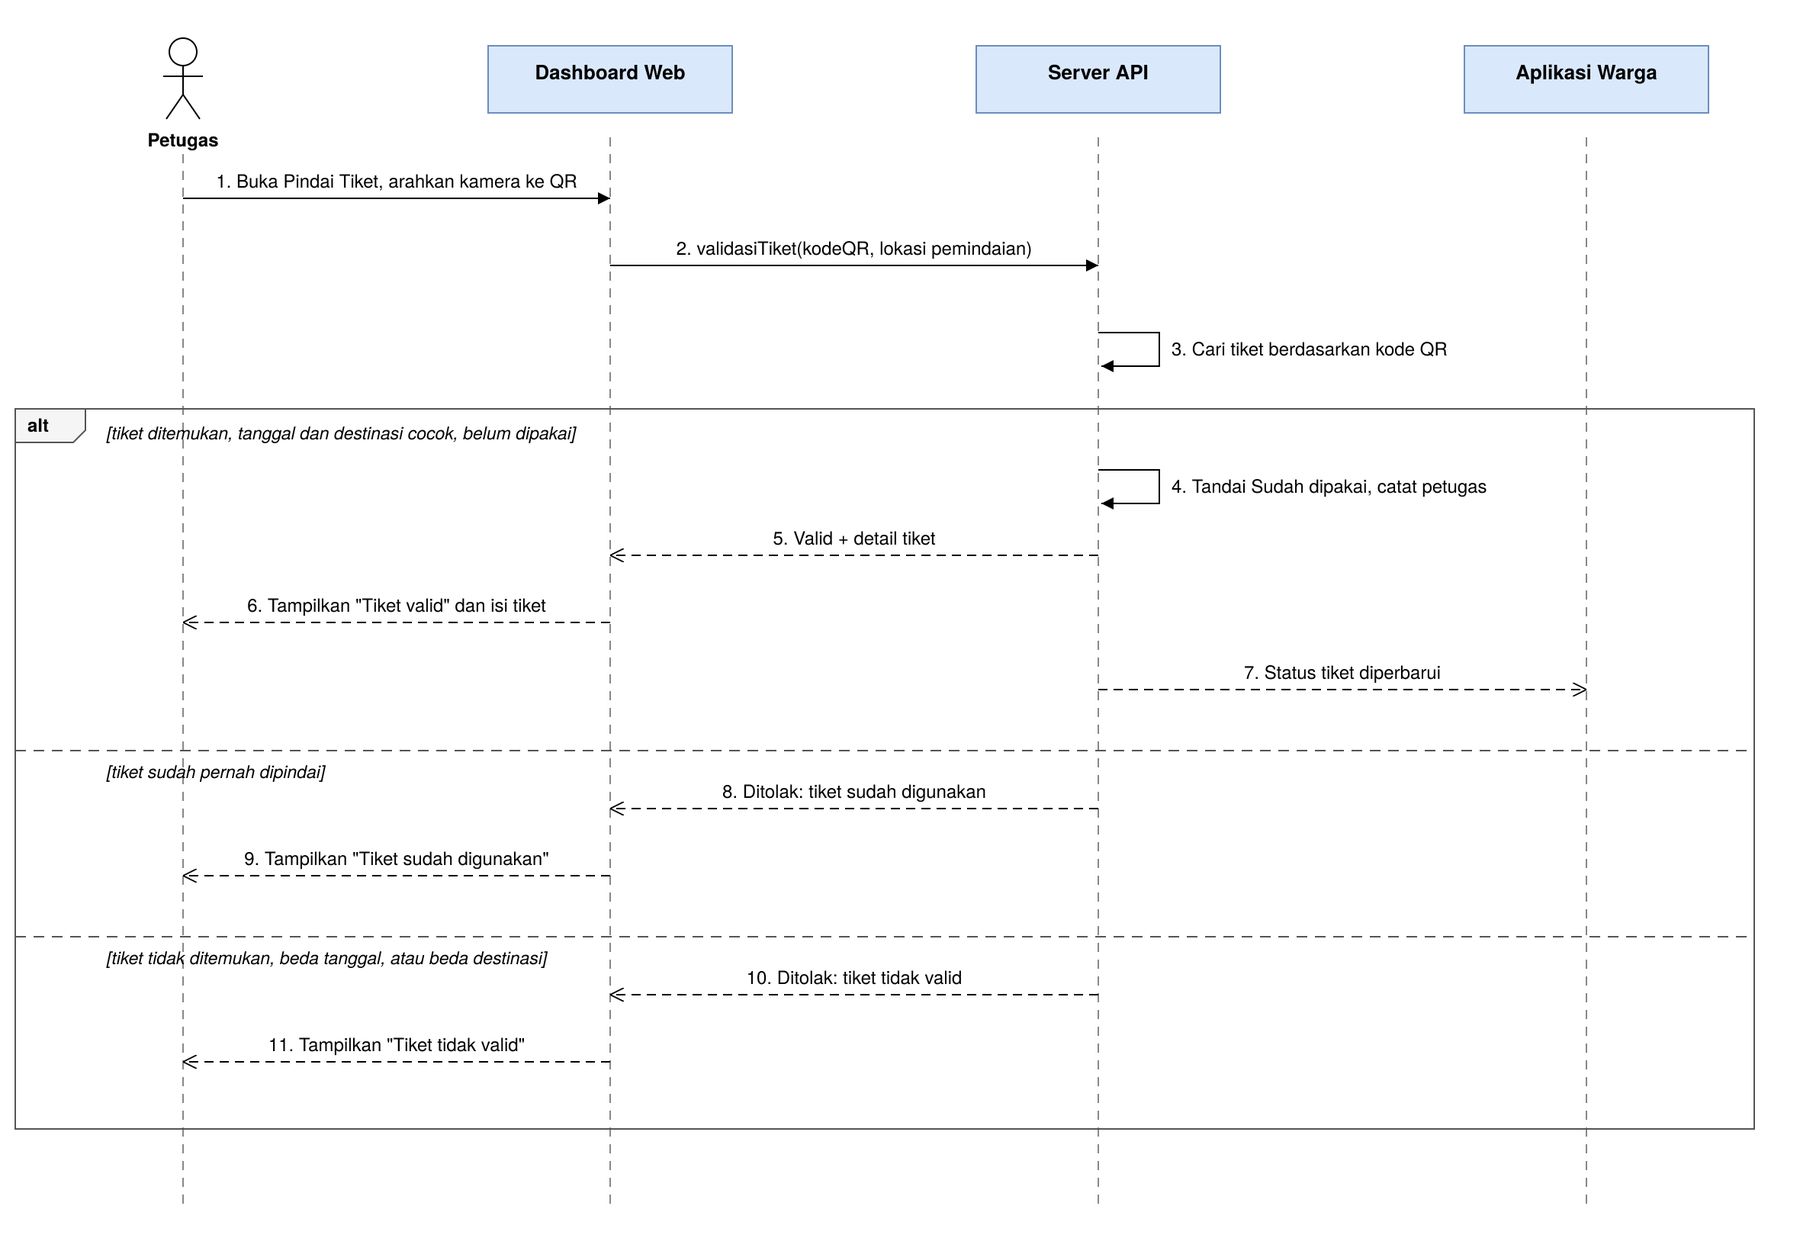 Petugas
Dashboard Web
Server API
Aplikasi Warga
1. Buka Pindai Tiket, arahkan kamera ke QR
2. validasiTiket(kodeQR, lokasi pemindaian)
3. Cari tiket berdasarkan kode QR
alt
[tiket ditemukan, tanggal dan destinasi cocok, belum dipakai]
4. Tandai Sudah dipakai, catat petugas
5. Valid + detail tiket
6. Tampilkan "Tiket valid" dan isi tiket
7. Status tiket diperbarui
[tiket sudah pernah dipindai]
8. Ditolak: tiket sudah digunakan
9. Tampilkan "Tiket sudah digunakan"
[tiket tidak ditemukan, beda tanggal, atau beda destinasi]
10. Ditolak: tiket tidak valid
11. Tampilkan "Tiket tidak valid"